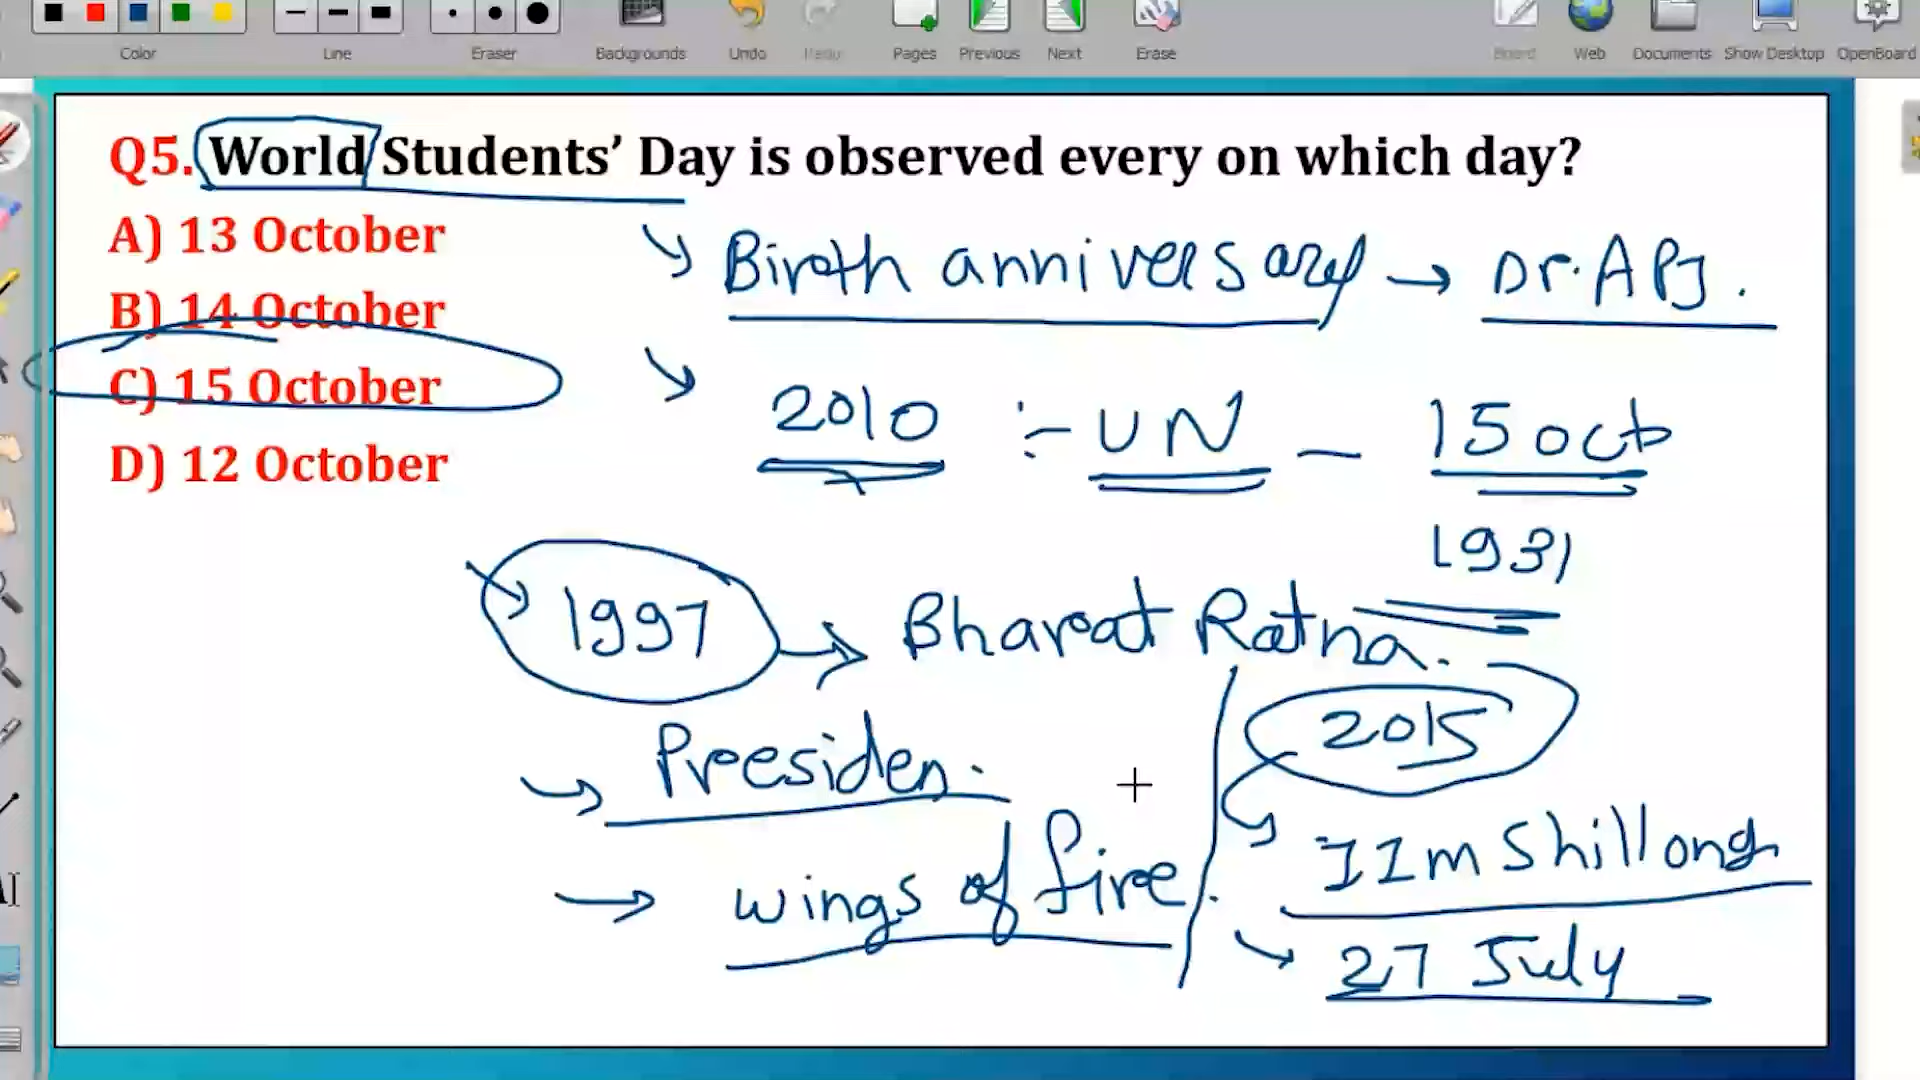 Color Line Eraser Backgrounds Undo Redo Pages Previous Next Erase Board Web Documents Show Desktop OpenBoard
Q5. World Students’ Day is observed every on which day?
A) 13 October
B) 14 October
C) 15 October
D) 12 October
Birth anniversary → Dr. APJ.
2010 :- UN - 15 oct
1931
1997 → Bharat Ratna.
Presiden.
wings of fire.
2015
IIm Shillong
27 July